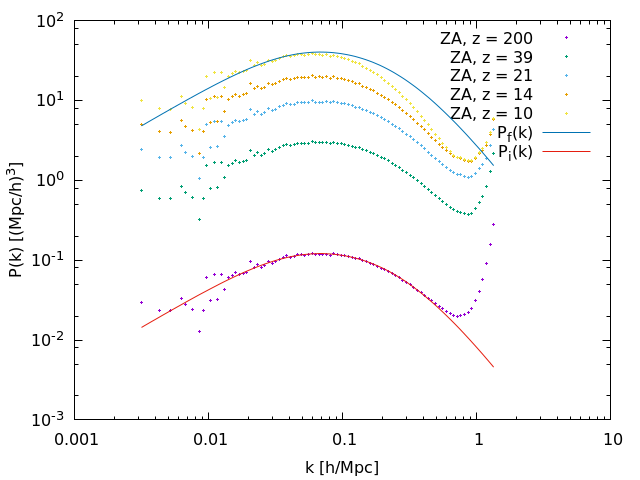 10^2
10^1
10^0
10^-1
10^-2
10^-3
P(k) [(Mpc/h)^3]
ZA, z = 200
ZA, z = 39
ZA, z = 21
ZA, z = 14
ZA, z = 10
P_f(k)
P_i(k)
0.001 0.01 0.1 1 10
k [h/Mpc]